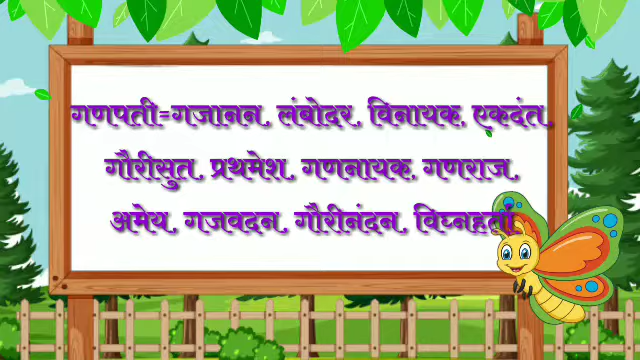 गणपती=गजानन, लंबोदर, विनायक, एकदंत,
गौरीसुत, प्रथमेश, गणनायक, गणराज,
अमेय, गजवदन, गौरीनंदन, विघ्नहर्ता